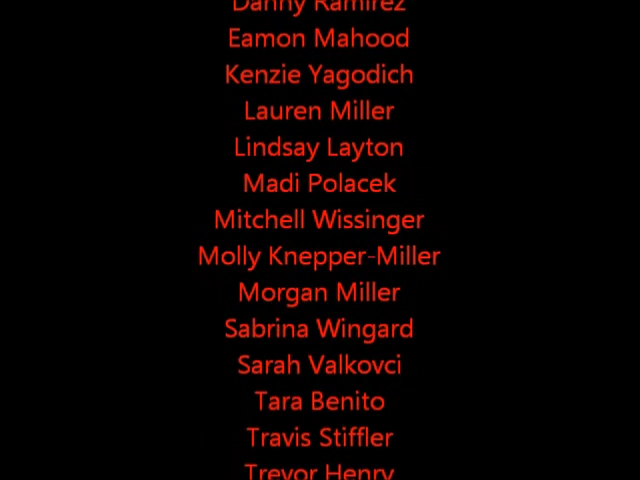 Danny Ramirez
Eamon Mahood
Kenzie Yagodich
Lauren Miller
Lindsay Layton
Madi Polacek
Mitchell Wissinger
Molly Knepper-Miller
Morgan Miller
Sabrina Wingard
Sarah Valkovci
Tara Benito
Travis Stiffler
Trevor Henry